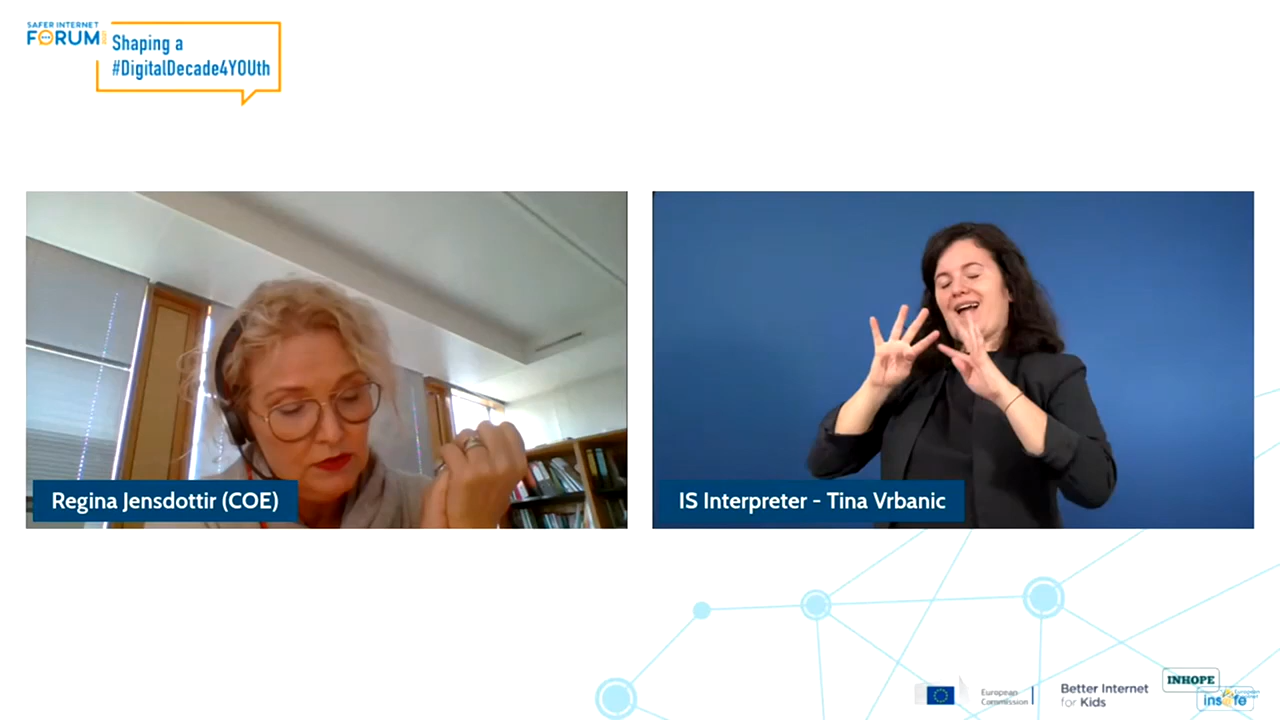 SAFER INTERNET
FORUM
Shaping a
#DigitalDecade4YOUth
Regina Jensdottir (COE)
IS Interpreter - Tina Vrbanic
European
Commission
Better Internet
for Kids
INHOPE
insafe